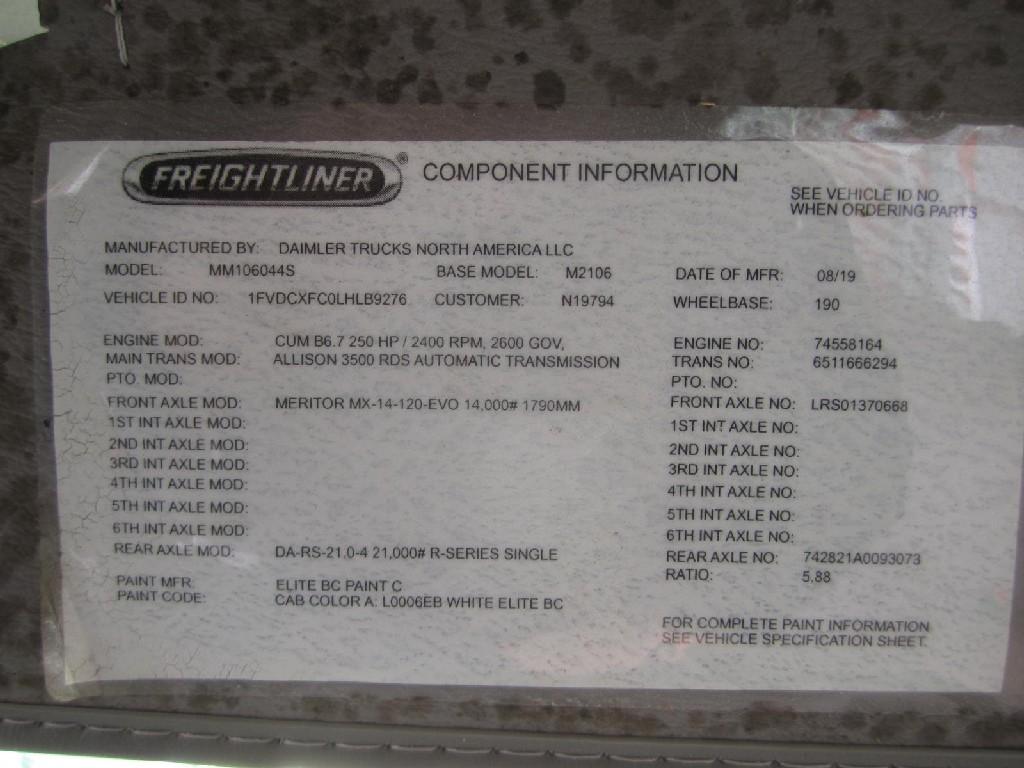 FREIGHTLINER® COMPONENT INFORMATION
SEE VEHICLE ID NO.
WHEN ORDERING PARTS
MANUFACTURED BY: DAIMLER TRUCKS NORTH AMERICA LLC
MODEL: MM106044S BASE MODEL: M2106 DATE OF MFR: 08/19
VEHICLE ID NO: 1FVDCXFC0LHLB9276 CUSTOMER: N19794 WHEELBASE: 190
ENGINE MOD: CUM B6.7 250 HP / 2400 RPM, 2600 GOV, ENGINE NO: 74558164
MAIN TRANS MOD: ALLISON 3500 RDS AUTOMATIC TRANSMISSION TRANS NO: 6511666294
PTO. MOD: PTO. NO:
FRONT AXLE MOD: MERITOR MX-14-120-EVO 14,000# 1790MM FRONT AXLE NO: LRS01370668
1ST INT AXLE MOD: 1ST INT AXLE NO:
2ND INT AXLE MOD: 2ND INT AXLE NO:
3RD INT AXLE MOD: 3RD INT AXLE NO:
4TH INT AXLE MOD: 4TH INT AXLE NO:
5TH INT AXLE MOD: 5TH INT AXLE NO:
6TH INT AXLE MOD: 6TH INT AXLE NO:
REAR AXLE MOD: DA-RS-21.0-4 21,000# R-SERIES SINGLE REAR AXLE NO: 742821A0093073
RATIO: 5.88
PAINT MFR: ELITE BC PAINT C
PAINT CODE: CAB COLOR A: L0006EB WHITE ELITE BC
FOR COMPLETE PAINT INFORMATION
SEE VEHICLE SPECIFICATION SHEET.